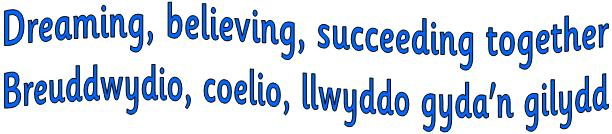 Dreaming, believing, succeeding together
Breuddwydio, coelio, llwyddo gyda'n gilydd